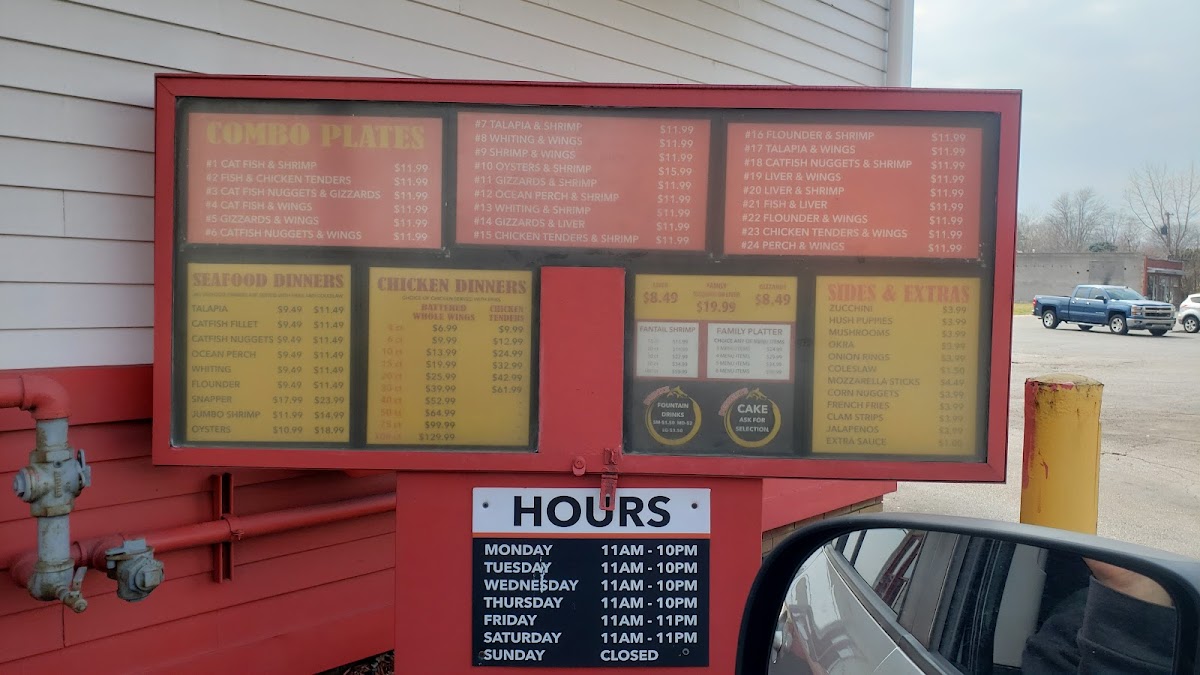 COMBO PLATES
#1 CAT FISH & SHRIMP $11.99
#2 FISH & CHICKEN TENDERS $11.99
#3 CAT FISH NUGGETS & GIZZARDS $11.99
#4 CAT FISH & WINGS $11.99
#5 GIZZARDS & WINGS $11.99
#6 CATFISH NUGGETS & WINGS $11.99
#7 TALAPIA & SHRIMP $11.99
#8 WHITING & WINGS $11.99
#9 SHRIMP & WINGS $11.99
#10 OYSTERS & SHRIMP $15.99
#11 GIZZARDS & SHRIMP $11.99
#12 OCEAN PERCH & SHRIMP $11.99
#13 WHITING & SHRIMP $11.99
#14 GIZZARDS & LIVER $11.99
#15 CHICKEN TENDERS & SHRIMP $11.99
#16 FLOUNDER & SHRIMP $11.99
#17 TALAPIA & WINGS $11.99
#18 CATFISH NUGGETS & SHRIMP $11.99
#19 LIVER & WINGS $11.99
#20 LIVER & SHRIMP $11.99
#21 FISH & LIVER $11.99
#22 FLOUNDER & WINGS $11.99
#23 CHICKEN TENDERS & WINGS $11.99
#24 PERCH & WINGS $11.99
SEAFOOD DINNERS
TALAPIA $9.49 $11.49
CATFISH FILLET $9.49 $11.49
CATFISH NUGGETS $9.49 $11.49
OCEAN PERCH $9.49 $11.49
WHITING $9.49 $11.49
FLOUNDER $9.49 $11.49
SNAPPER $17.99 $23.99
JUMBO SHRIMP $11.99 $14.99
OYSTERS $10.99 $18.99
CHICKEN DINNERS
BATTERED WHOLE WINGS
CHICKEN TENDERS
$6.99 $9.99
$9.99 $12.99
10 ct $13.99 $24.99
$19.99 $32.99
$25.99 $42.99
$39.99 $61.99
$52.99
50 ct $64.99
$92.99
$129.99
$8.49
FAMILY
$19.99
$8.49
FANTAIL SHRIMP
FAMILY PLATTER
FOUNTAIN
DRINKS
CAKE
ASK FOR
SELECTION
SIDES & EXTRAS
ZUCCHINI $3.99
HUSH PUPPIES $3.99
MUSHROOMS $3.99
OKRA $3.99
ONION RINGS $3.99
COLESLAW $1.50
MOZZARELLA STICKS $4.49
CORN NUGGETS $3.99
FRENCH FRIES $3.99
CLAM STRIPS $3.99
JALAPENOS $3.99
EXTRA SAUCE
HOURS
MONDAY 11AM - 10PM
TUESDAY 11AM - 10PM
WEDNESDAY 11AM - 10PM
THURSDAY 11AM - 10PM
FRIDAY 11AM - 11PM
SATURDAY 11AM - 11PM
SUNDAY CLOSED